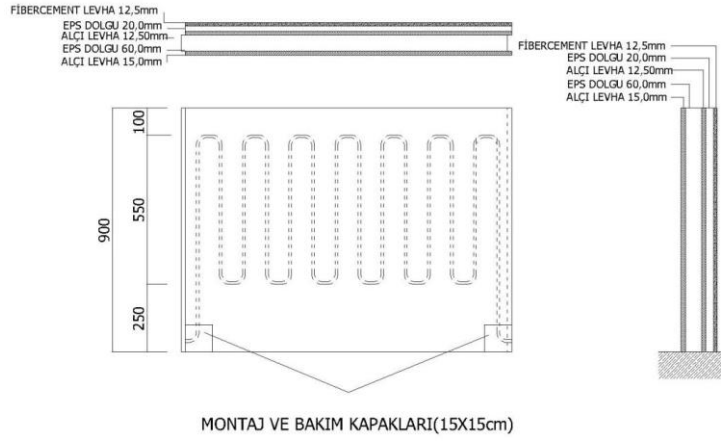 FİBERCEMENT LEVHA 12,5mm
EPS DOLGU 20,0mm
ALÇI LEVHA 12,50mm
EPS DOLGU 60,0mm
ALÇI LEVHA 15,0mm
FİBERCEMENT LEVHA 12,5mm
EPS DOLGU 20,0mm
ALÇI LEVHA 12,50mm
EPS DOLGU 60,0mm
ALÇI LEVHA 15,0mm
100
550
900
250
MONTAJ VE BAKIM KAPAKLARI(15X15cm)